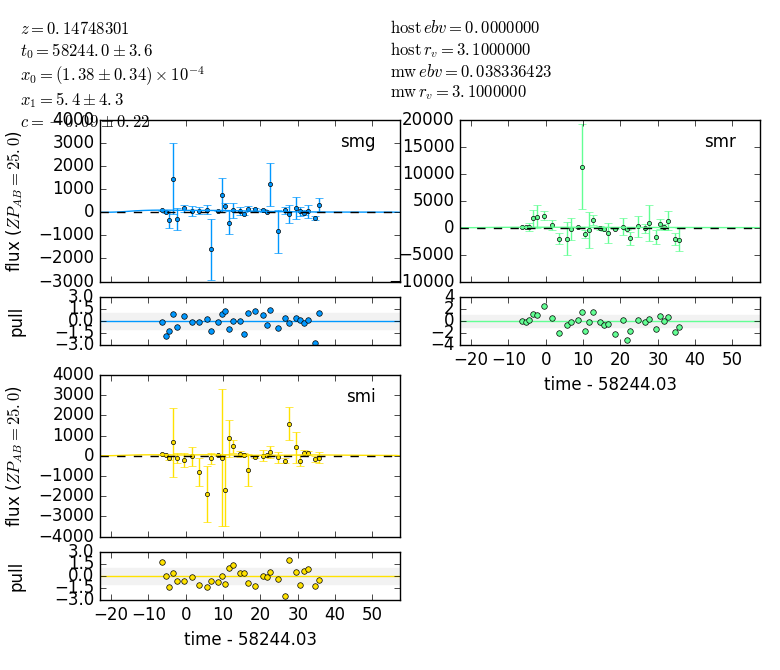 z = 0.14748301
t₀ = 58244.0 ± 3.6
x₀ = (1.38 ± 0.34) × 10⁻⁴
x₁ = 5.4 ± 4.3
c = −0.09 ± 0.22
host ebv = 0.0000000
host rᵥ = 3.1000000
mw ebv = 0.038336423
mw rᵥ = 3.1000000
smg
4000
3000
2000
1000
0
−1000
−2000
−3000
flux (ZP_AB = 25.0)
3.0
1.5
0.0
−1.5
−3.0
pull
smr
20000
15000
10000
5000
0
−5000
−10000
4
2
0
−2
−4
−20 −10 0 10 20 30 40 50
time - 58244.03
smi
4000
3000
2000
1000
0
−1000
−2000
−3000
−4000
flux (ZP_AB = 25.0)
3.0
1.5
0.0
−1.5
−3.0
pull
−20 −10 0 10 20 30 40 50
time - 58244.03